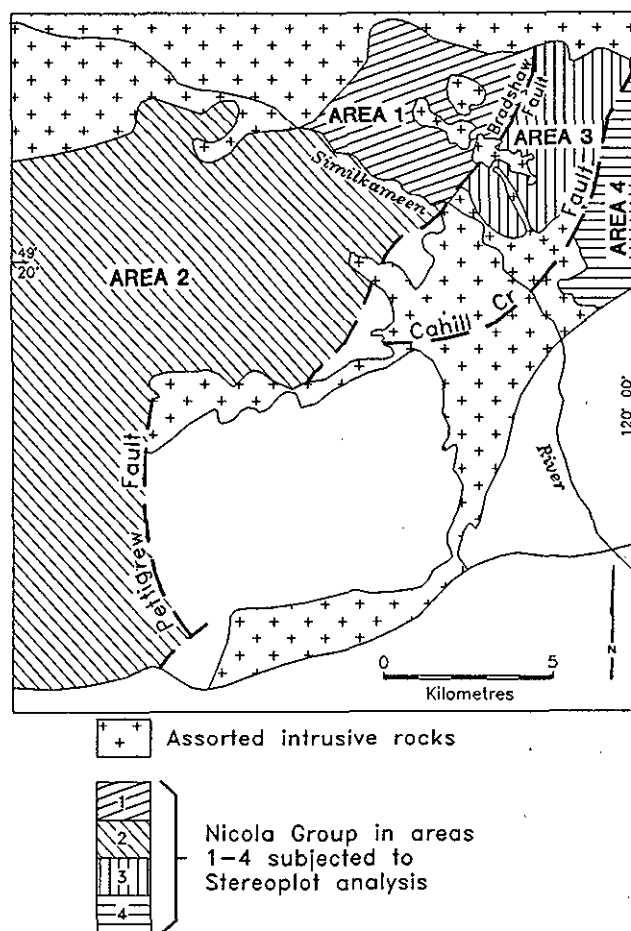 AREA 1
Bradshaw
Fault
AREA 3
Similkameen
Fault
AREA 4
49°
20'
AREA 2
Cr
Cahill
120° 00'
River
Fault
Pettigrew
N
0 5
Kilometres
Assorted intrusive rocks
1
2
3
4
Nicola Group in areas
1-4 subjected to
Stereoplot analysis